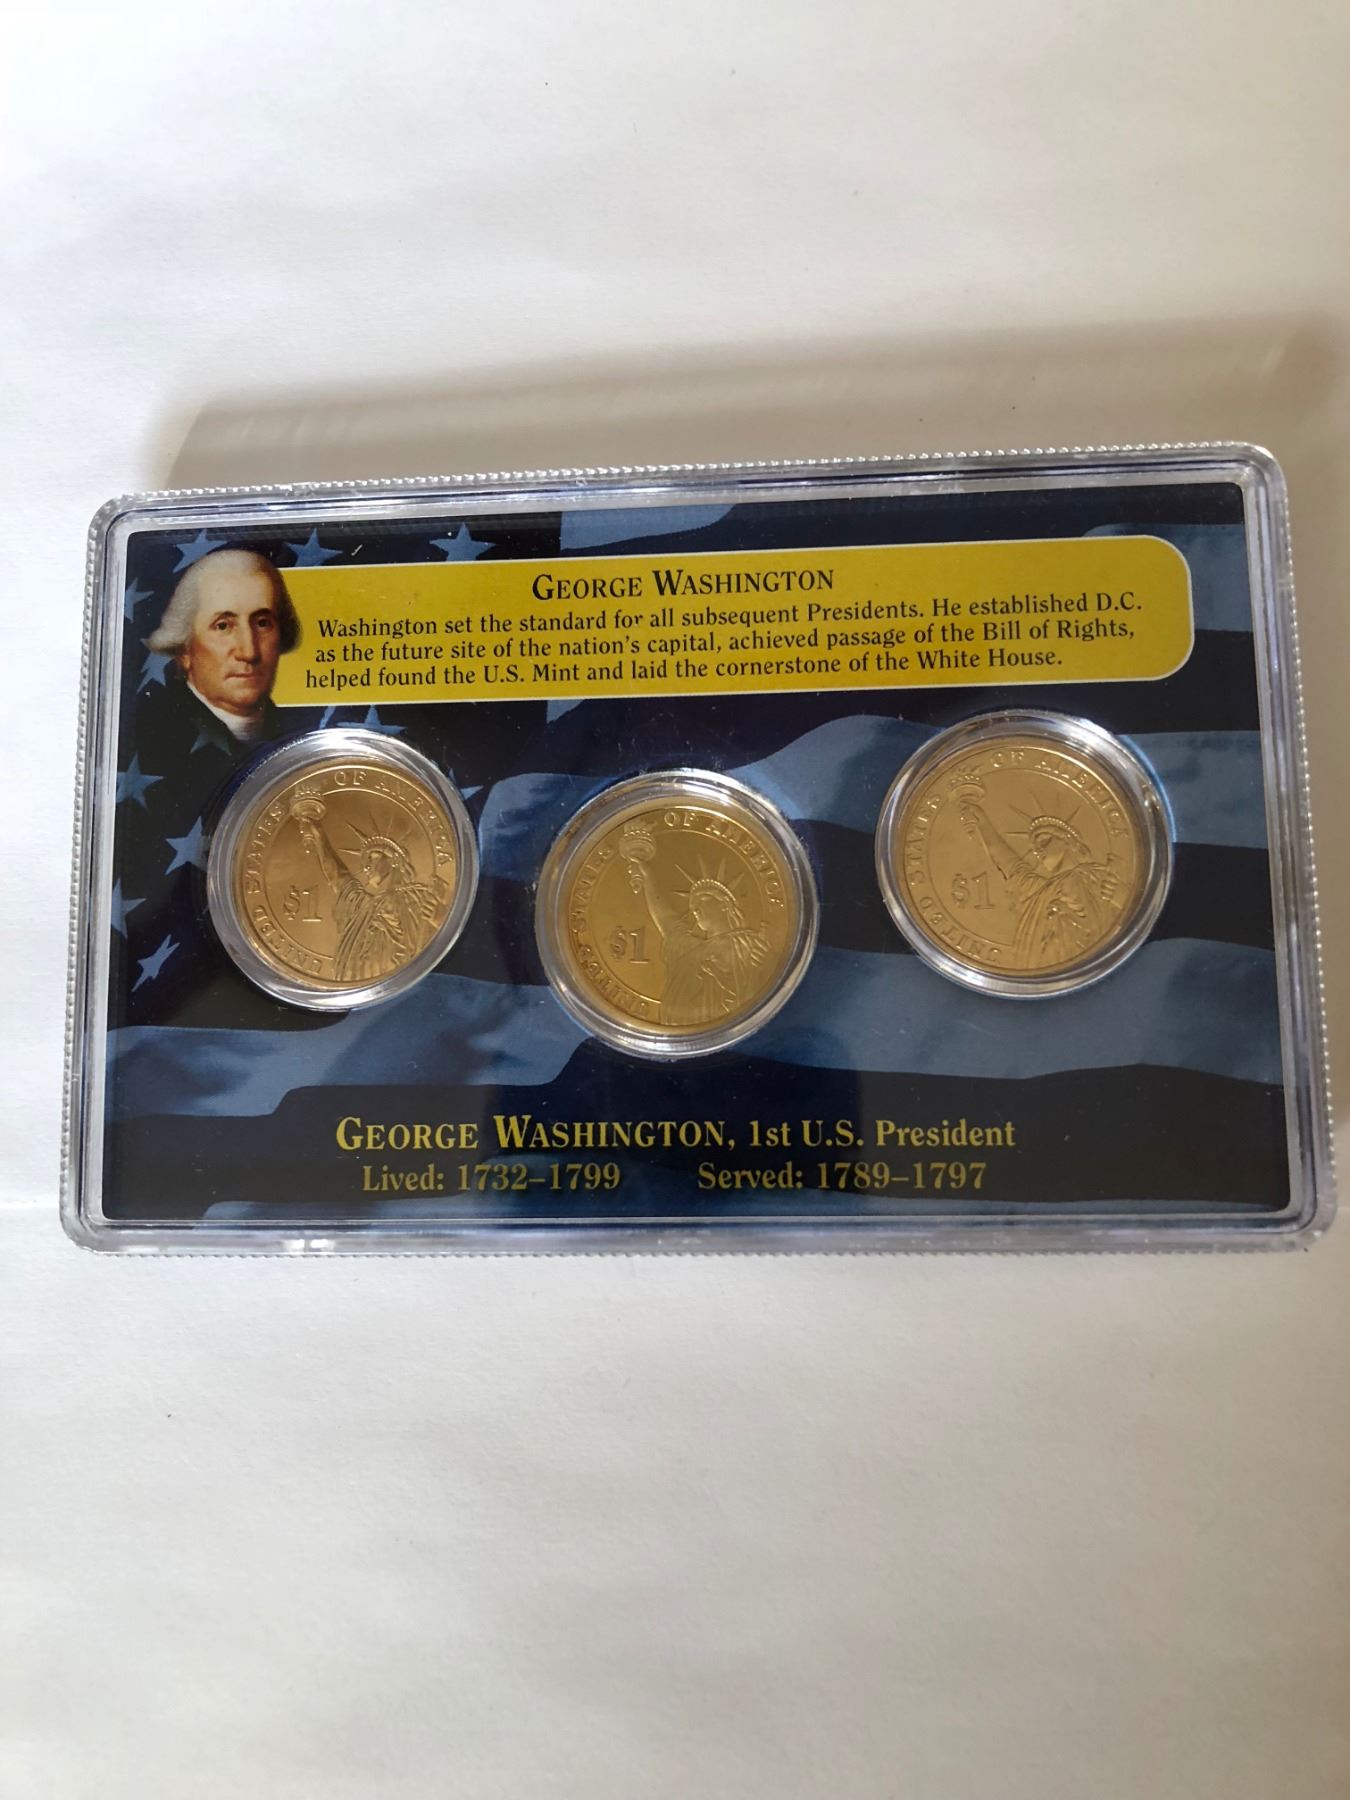 GEORGE WASHINGTON
Washington set the standard for all subsequent Presidents. He established D.C.
as the future site of the nation's capital, achieved passage of the Bill of Rights,
helped found the U.S. Mint and laid the cornerstone of the White House.
UNITED STATES OF AMERICA
$1
UNITED STATES OF AMERICA
$1
UNITED STATES OF AMERICA
$1
GEORGE WASHINGTON, 1st U.S. President
Lived: 1732–1799 Served: 1789–1797